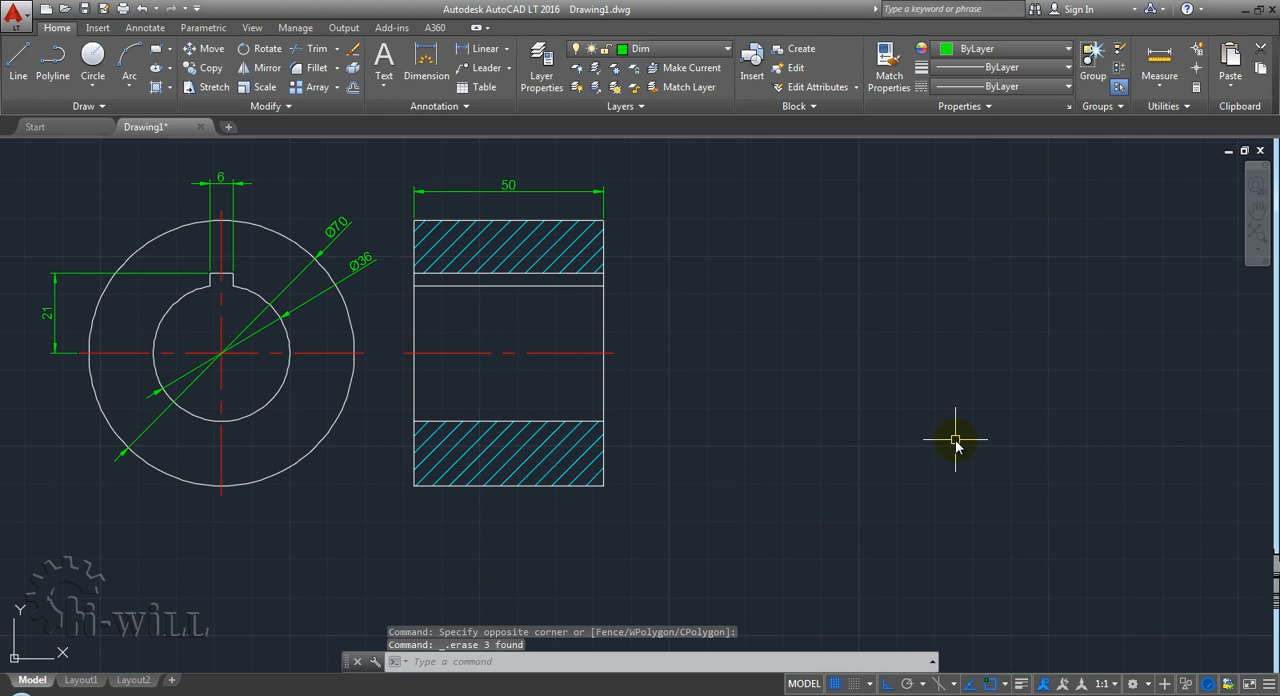 Autodesk AutoCAD LT 2016 Drawing1.dwg
Type a keyword or phrase
Sign In
LT
Home Insert Annotate Parametric View Manage Output Add-ins A360
Line
Polyline
Circle
Arc
Draw
Move Rotate Trim
Copy Mirror Fillet
Stretch Scale Array
Modify
Text
Dimension
Linear
Leader
Table
Annotation
Layer
Properties
Dim
Make Current
Match Layer
Layers
Insert
Create
Edit
Edit Attributes
Block
Match
Properties
ByLayer
ByLayer
ByLayer
Properties
Group
Groups
Measure
Utilities
Paste
Clipboard
Start
Drawing1*
6
50
Ø70
Ø36
21
hi-wiLL
Y
X
Command: Specify opposite corner or [Fence/WPolygon/CPolygon]:
Command: _.erase 3 found
Type a command
Model Layout1 Layout2
MODEL
1:1